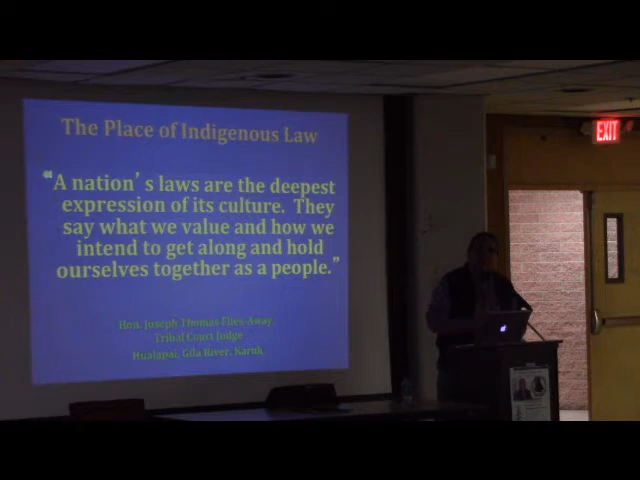 The Place of Indigenous Law
“A nation’s laws are the deepest
expression of its culture. They
say what we value and how we
intend to get along and hold
ourselves together as a people.”
Hon. Joseph Thomas Flies-Away
Tribal Court Judge
Hualapai, Gila River, Karuk
EXIT